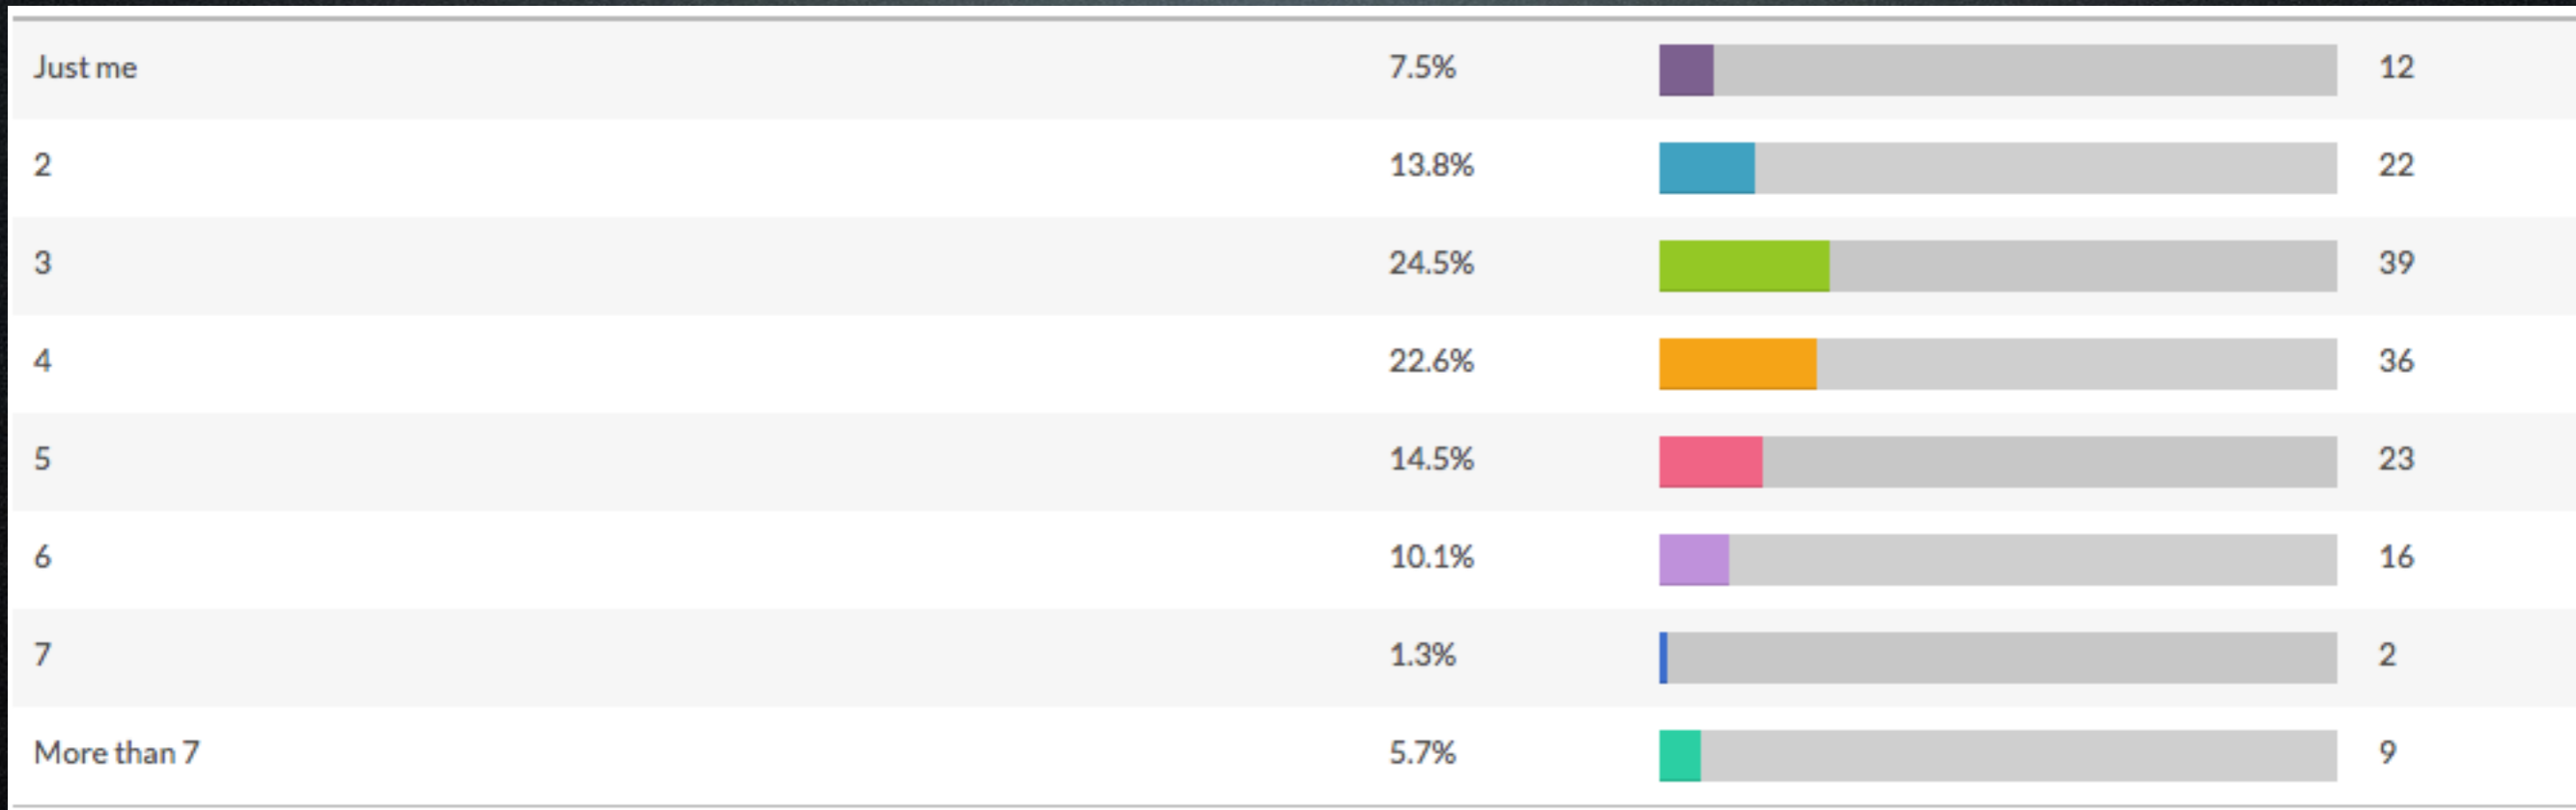 Just me 7.5% 12
2 13.8% 22
3 24.5% 39
4 22.6% 36
5 14.5% 23
6 10.1% 16
7 1.3% 2
More than 7 5.7% 9